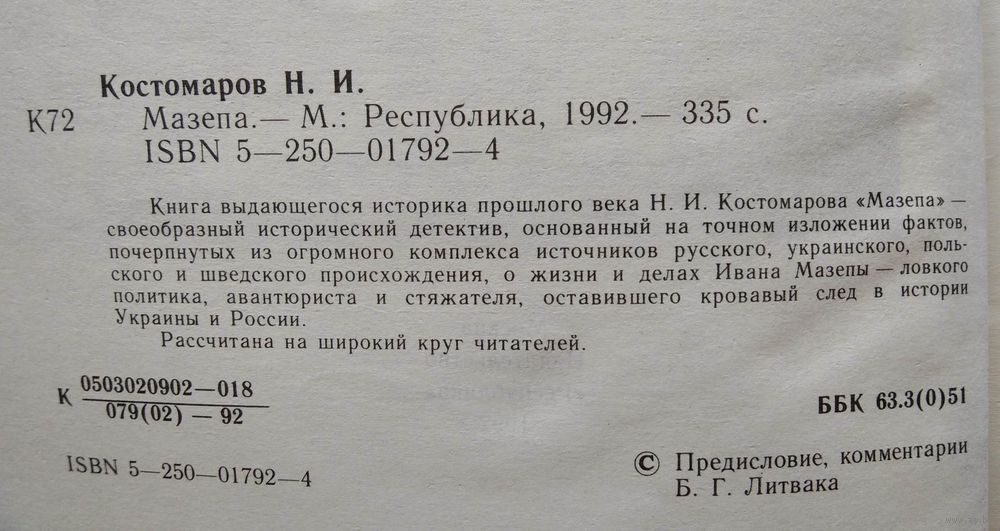 Костомаров Н. И.
К72 Мазепа.— М.: Республика, 1992.— 335 с.
ISBN 5—250—01792—4
Книга выдающегося историка прошлого века Н. И. Костомарова «Мазепа» —
своеобразный исторический детектив, основанный на точном изложении фактов,
почерпнутых из огромного комплекса источников русского, украинского, поль-
ского и шведского происхождения, о жизни и делах Ивана Мазепы — ловкого
политика, авантюриста и стяжателя, оставившего кровавый след в истории
Украины и России.
Рассчитана на широкий круг читателей.
К 0503020902—018
079(02) — 92
ББК 63.3(0)51
ISBN 5—250—01792—4
© Предисловие, комментарии
Б. Г. Литвака